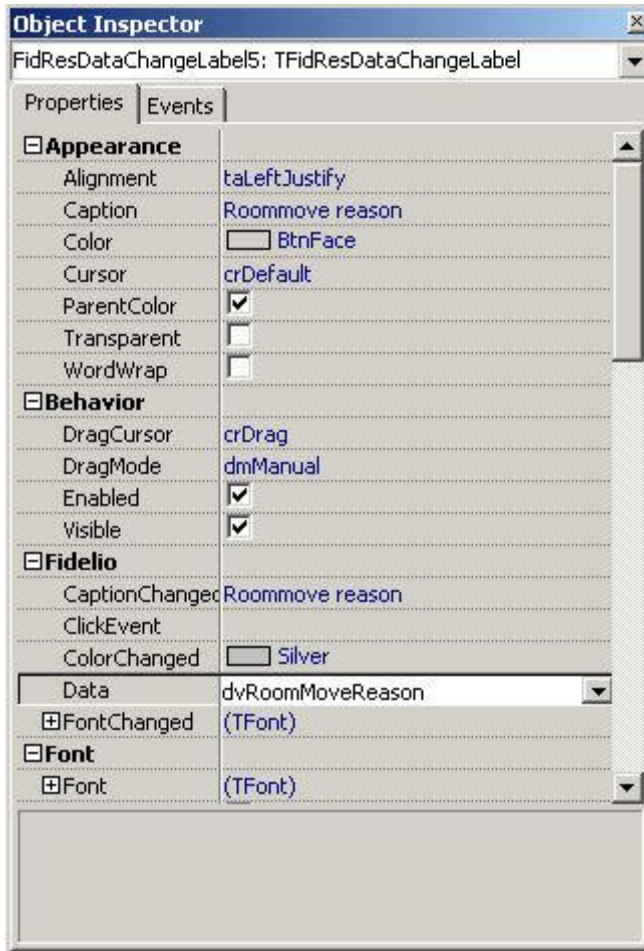 Object Inspector
FidResDataChangeLabel5: TFidResDataChangeLabel
Properties Events
Appearance
Alignment taLeftJustify
Caption Roommove reason
Color BtnFace
Cursor crDefault
ParentColor
Transparent
WordWrap
Behavior
DragCursor crDrag
DragMode dmManual
Enabled
Visible
Fidelio
CaptionChanged Roommove reason
ClickEvent
ColorChanged Silver
Data dvRoomMoveReason
FontChanged (TFont)
Font
Font (TFont)